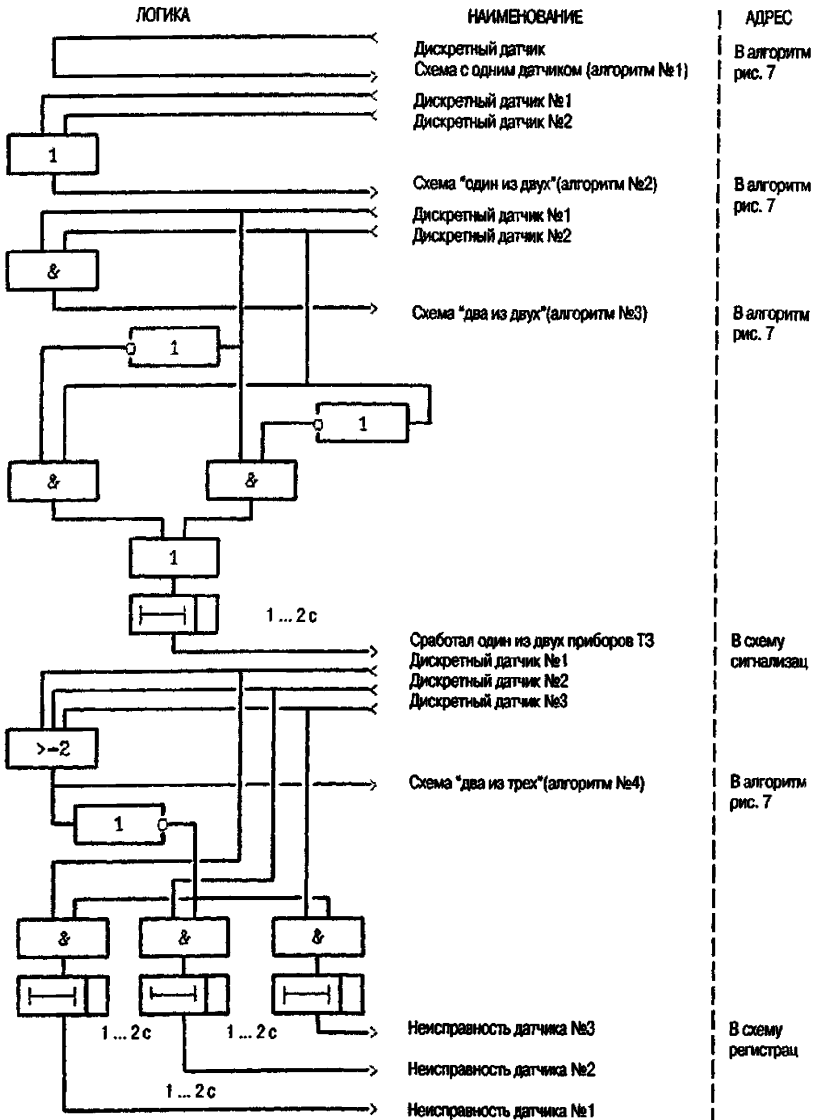 ЛОГИКА НАИМЕНОВАНИЕ АДРЕС
Дискретный датчик
Схема с одним датчиком (алгоритм №1)
В алгоритм
рис. 7
Дискретный датчик №1
Дискретный датчик №2
1
Схема "один из двух"(алгоритм №2)
В алгоритм
рис. 7
Дискретный датчик №1
Дискретный датчик №2
&
Схема "два из двух"(алгоритм №3)
В алгоритм
рис. 7
1
1
&
&
1
1 ... 2 с
Сработал один из двух приборов ТЗ
В схему
сигнализац
Дискретный датчик №1
Дискретный датчик №2
Дискретный датчик №3
>-2
Схема "два из трех"(алгоритм №4)
В алгоритм
рис. 7
1
&
&
&
1 ... 2 с
1 ... 2 с
Неисправность датчика №3
В схему
регистрац
Неисправность датчика №2
1 ... 2 с
Неисправность датчика №1